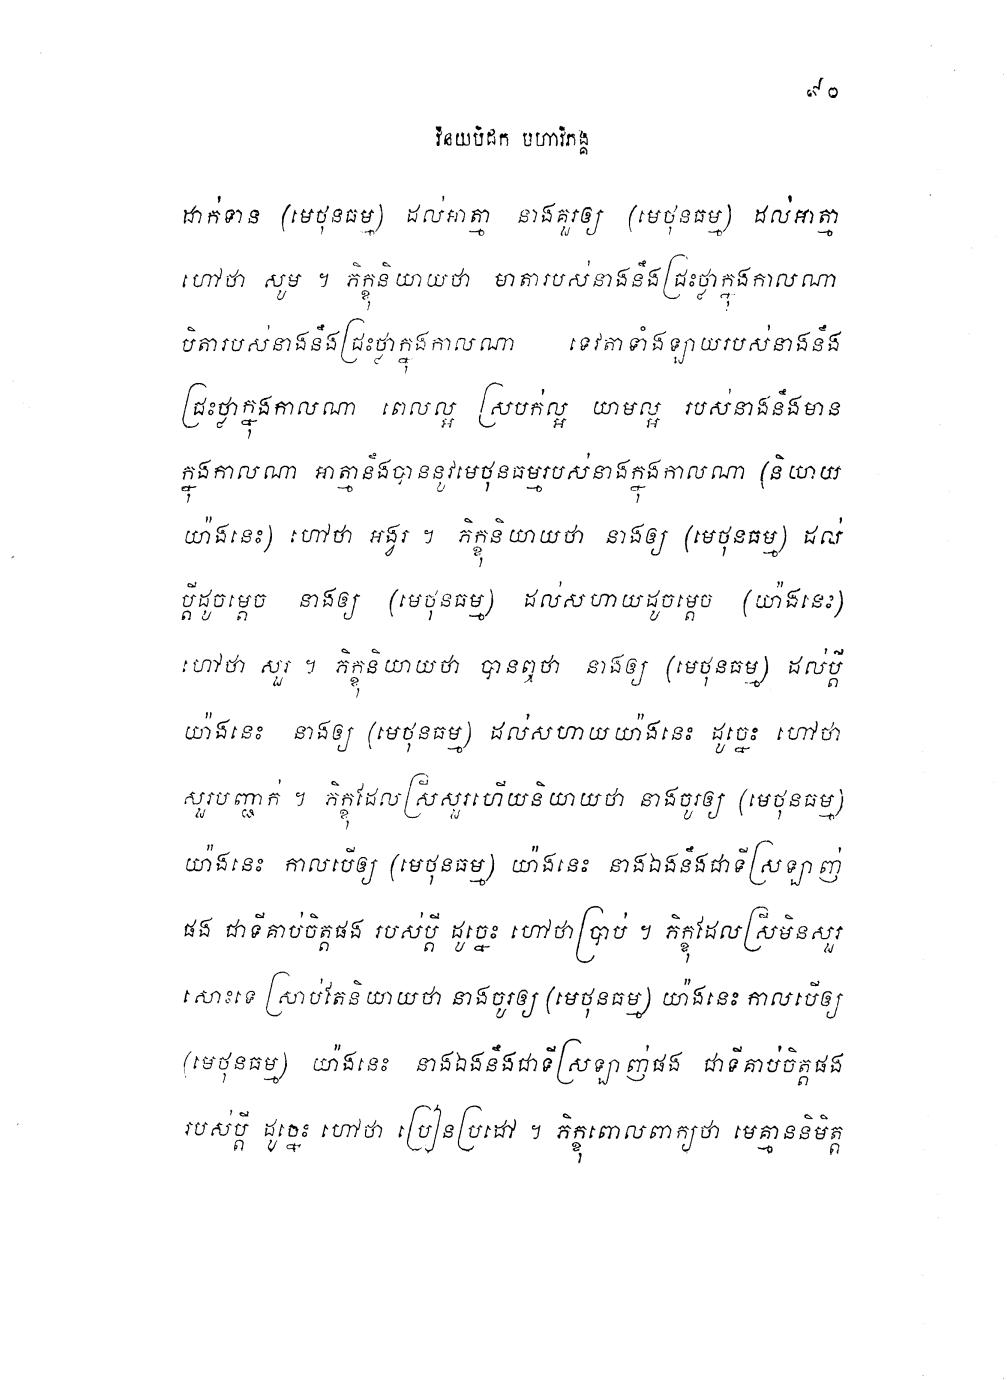 ៩០
វិនយបិដក មហាវិភង្គ
ដាក់ទាន (មេថុនធម្ម) ដល់អាត្មា នាងគួរឲ្យ (មេថុនធម្ម) ដល់អាត្មា
ហៅថា សូម ។ ភិក្ខុនិយាយថា មាតារបស់នាងនឹងជ្រះថ្លាក្នុងកាលណា
បិតារបស់នាងនឹងជ្រះថ្លាក្នុងកាលណា ទេវតាទាំងឡាយរបស់នាងនឹង
ជ្រះថ្លាក្នុងកាលណា ពេលល្អ ស្របក់ល្អ យាមល្អ របស់នាងនឹងមាន
ក្នុងកាលណា អាត្មានឹងបាននូវមេថុនធម្មរបស់នាងក្នុងកាលណា (និយាយ
យ៉ាងនេះ) ហៅថា អង្វរ ។ ភិក្ខុនិយាយថា នាងឲ្យ (មេថុនធម្ម) ដល់
ប្តីដូចម្តេច នាងឲ្យ (មេថុនធម្ម) ដល់សហាយដូចម្តេច (យ៉ាងនេះ)
ហៅថា សួរ ។ ភិក្ខុនិយាយថា បានឮថា នាងឲ្យ (មេថុនធម្ម) ដល់ប្តី
យ៉ាងនេះ នាងឲ្យ (មេថុនធម្ម) ដល់សហាយយ៉ាងនេះ ដូច្នេះ ហៅថា
សួរបញ្ជាក់ ។ ភិក្ខុដែលស្រីសួរហើយនិយាយថា នាងចូរឲ្យ (មេថុនធម្ម)
យ៉ាងនេះ កាលបើឲ្យ (មេថុនធម្ម) យ៉ាងនេះ នាងឯងនឹងជាទីស្រឡាញ់
ផង ជាទីគាប់ចិត្តផង របស់ប្តី ដូច្នេះ ហៅថាប្រាប់ ។ ភិក្ខុដែលស្រីមិនសួរ
សោះទេ ស្រាប់តែនិយាយថា នាងចូរឲ្យ (មេថុនធម្ម) យ៉ាងនេះ កាលបើឲ្យ
(មេថុនធម្ម) យ៉ាងនេះ នាងឯងនឹងជាទីស្រឡាញ់ផង ជាទីគាប់ចិត្តផង
របស់ប្តី ដូច្នេះ ហៅថា ប្រៀនប្រដៅ ។ ភិក្ខុពោលពាក្យថា មេគ្មាននិមិត្ត